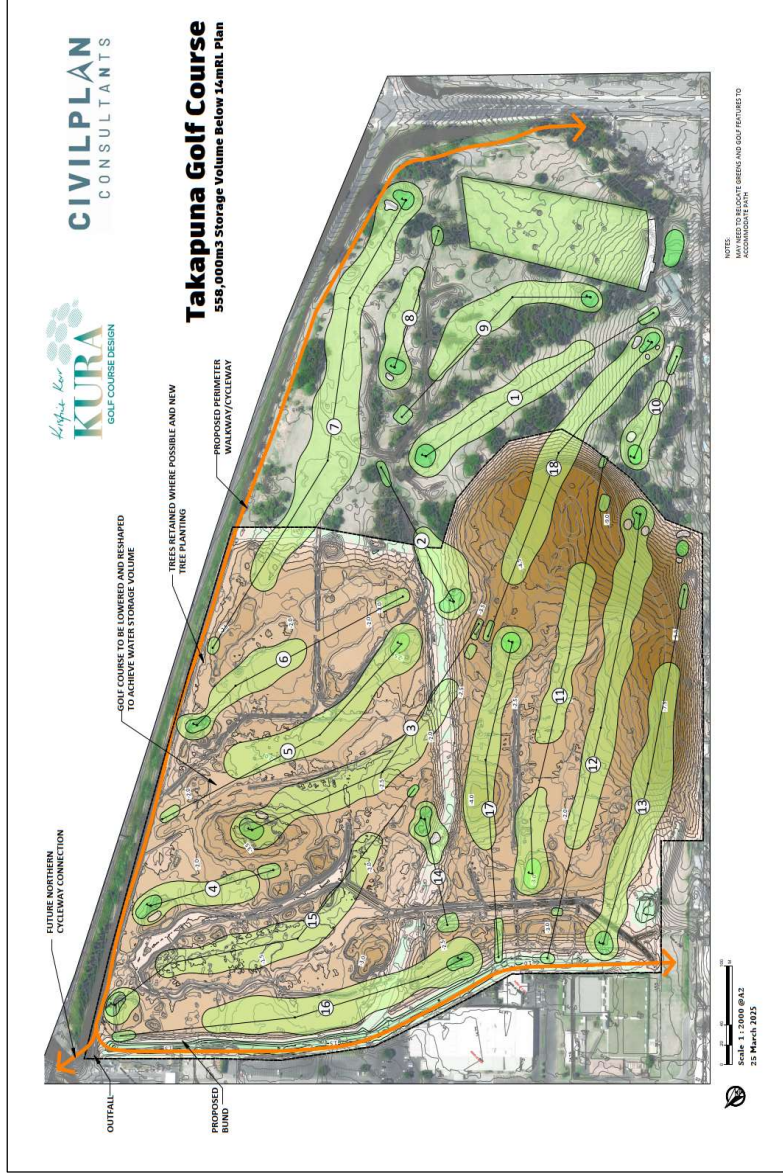 CIVILPLAN
CONSULTANTS
Kristine Kerr
KURA
GOLF COURSE DESIGN
Takapuna Golf Course
558,000m3 Storage Volume Below 14mRL Plan
FUTURE NORTHERN
CYCLEWAY CONNECTION
GOLF COURSE TO BE LOWERED AND RESHAPED
TO ACHIEVE WATER STORAGE VOLUME
TREES RETAINED WHERE POSSIBLE AND NEW
TREE PLANTING
PROPOSED PERIMETER
WALKWAY/CYCLEWAY
OUTFALL
PROPOSED
BUND
1
2
3
4
5
6
7
8
9
10
11
12
13
14
15
16
17
18
NOTES:
MAY NEED TO RELOCATE GREENS AND GOLF FEATURES TO
ACCOMMODATE PATH
Scale 1 : 2000 @A2
25 March 2025